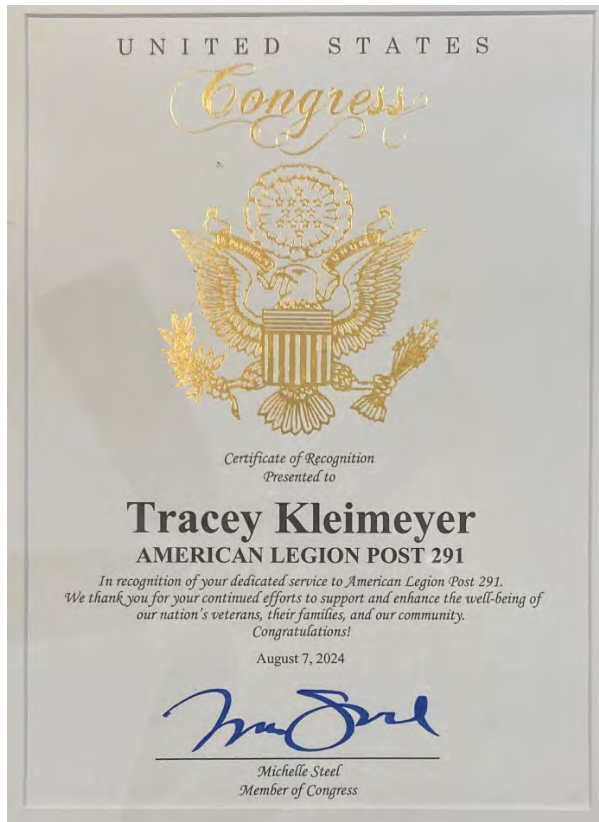 UNITED STATES
Congress
Certificate of Recognition
Presented to
Tracey Kleimeyer
AMERICAN LEGION POST 291
In recognition of your dedicated service to American Legion Post 291.
We thank you for your continued efforts to support and enhance the well-being of
our nation's veterans, their families, and our community.
Congratulations!
August 7, 2024
Michelle Steel
Member of Congress